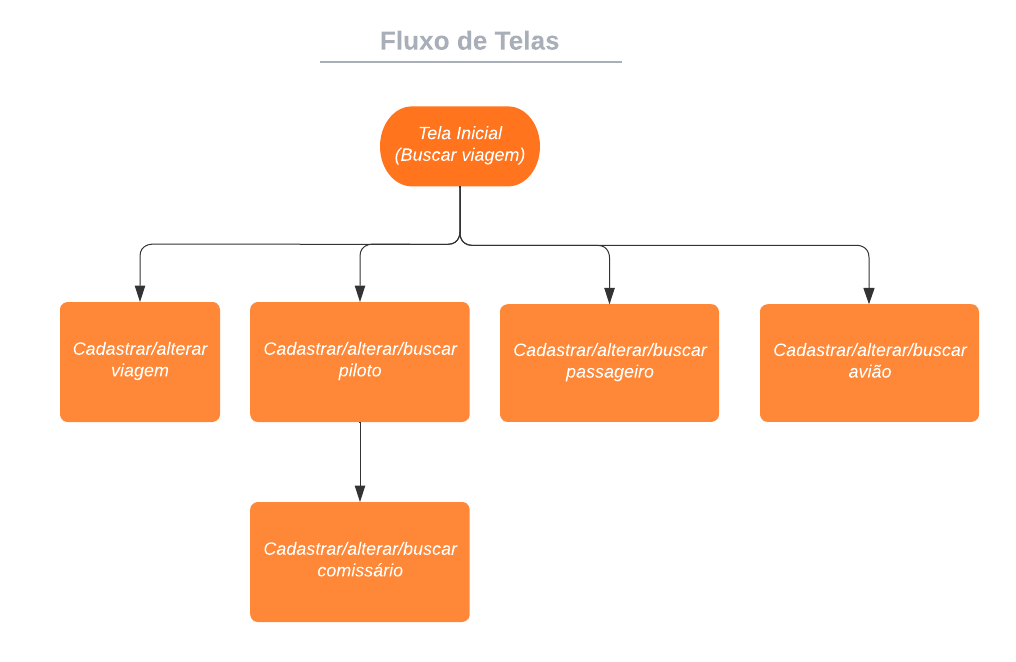 Fluxo de Telas
Tela Inicial
(Buscar viagem)
Cadastrar/alterar
viagem
Cadastrar/alterar/buscar
piloto
Cadastrar/alterar/buscar
passageiro
Cadastrar/alterar/buscar
avião
Cadastrar/alterar/buscar
comissário